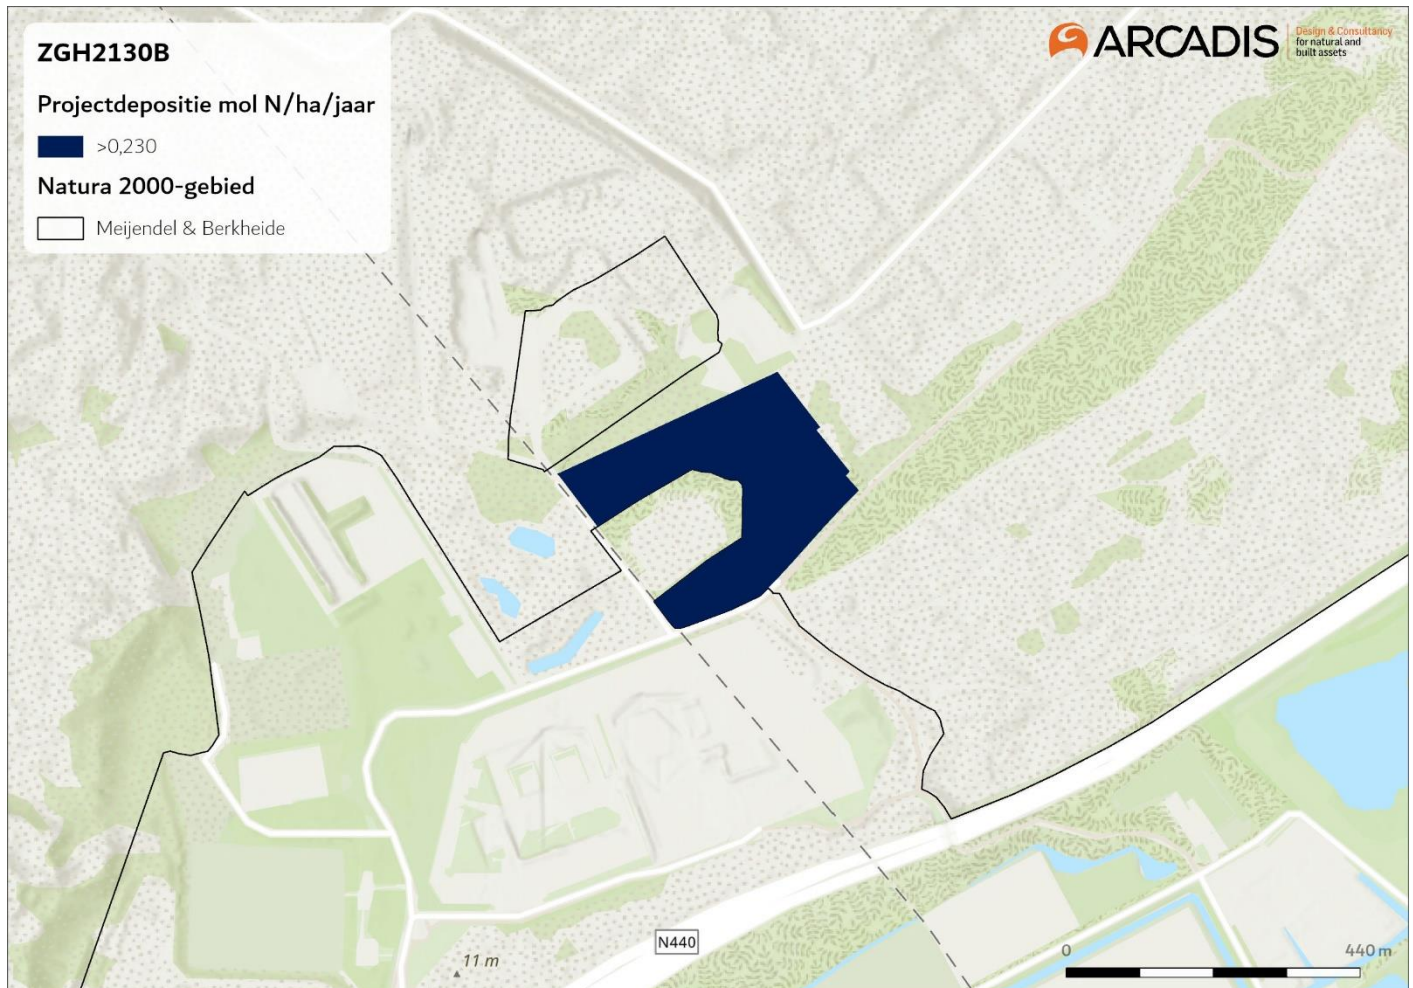 ZGH2130B
Projectdepositie mol N/ha/jaar
>0,230
Natura 2000-gebied
Meijendel & Berkheide
ARCADIS
Design & Consultancy
for natural and
built assets
N440
11 m
0
440 m